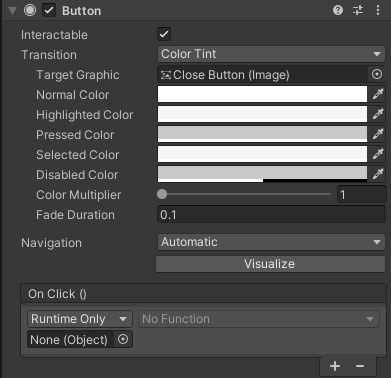 Button
Interactable
Transition Color Tint
Target Graphic Close Button (Image)
Normal Color
Highlighted Color
Pressed Color
Selected Color
Disabled Color
Color Multiplier 1
Fade Duration 0.1
Navigation Automatic
Visualize
On Click ()
Runtime Only No Function
None (Object)